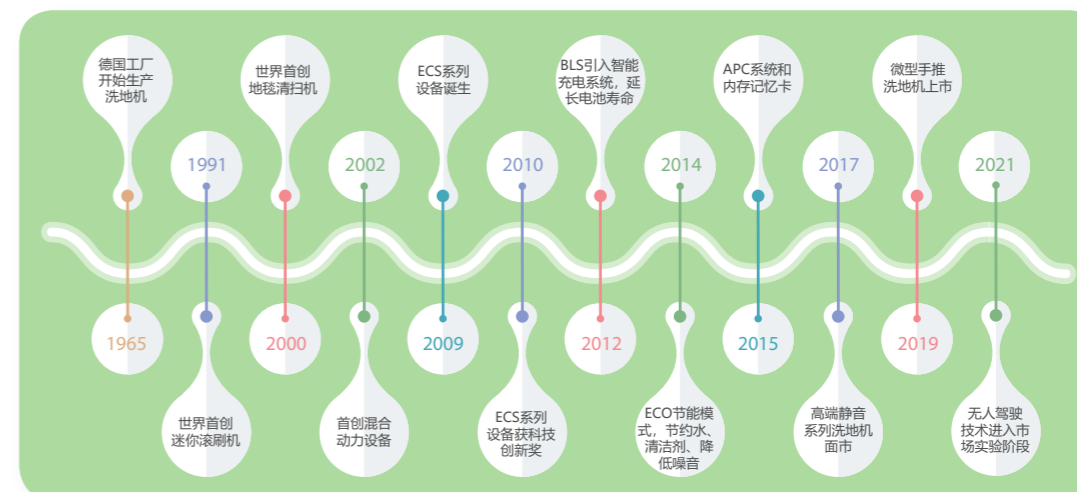 德国工厂
开始生产
洗地机
1965
1991
世界首创
迷你滚刷机
世界首创
地毯清扫机
2000
2002
首创混合
动力设备
ECS系列
设备诞生
2009
2010
ECS系列
设备获科技
创新奖
BLS引入智能
充电系统，延
长电池寿命
2012
2014
ECO节能模
式，节约水、
清洁剂、降
低噪音
APC系统和
内存记忆卡
2015
2017
高端静音
系列洗地机
面市
微型手推
洗地机上市
2019
2021
无人驾驶
技术进入市
场实验阶段